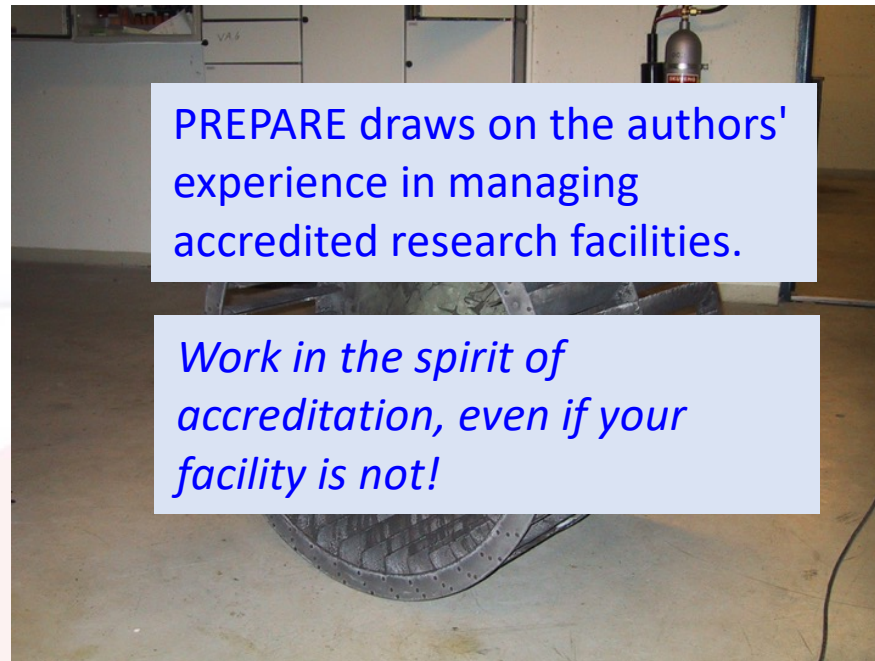 VA6
PREPARE draws on the authors'
experience in managing
accredited research facilities.
Work in the spirit of
accreditation, even if your
facility is not!